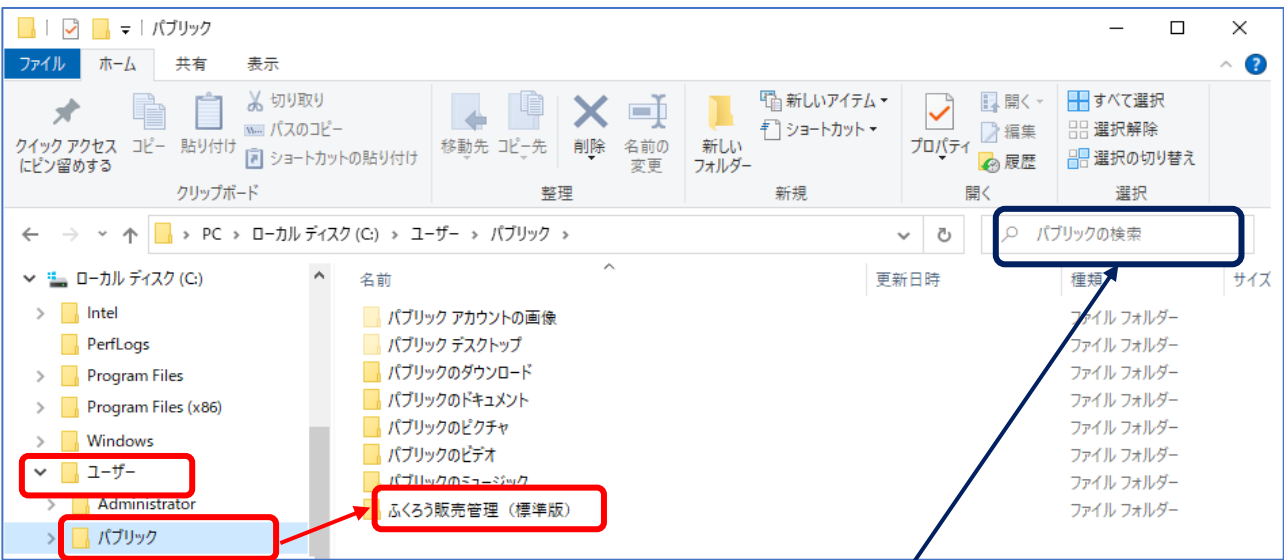 パブリック
ファイル ホーム 共有 表示
クイック アクセス
にピン留めする
コピー
貼り付け
切り取り
パスのコピー
ショートカットの貼り付け
クリップボード
移動先
コピー先
削除
名前の
変更
整理
新しい
フォルダー
新しいアイテム
ショートカット
新規
プロパティ
開く
編集
履歴
開く
すべて選択
選択解除
選択の切り替え
選択
PC › ローカル ディスク (C:) › ユーザー › パブリック ›
パブリックの検索
ローカル ディスク (C:)
Intel
PerfLogs
Program Files
Program Files (x86)
Windows
ユーザー
Administrator
パブリック
名前 更新日時 種類 サイズ
パブリック アカウントの画像 ファイル フォルダー
パブリック デスクトップ ファイル フォルダー
パブリックのダウンロード ファイル フォルダー
パブリックのドキュメント ファイル フォルダー
パブリックのピクチャ ファイル フォルダー
パブリックのビデオ ファイル フォルダー
パブリックのミュージック ファイル フォルダー
ふくろう販売管理（標準版） ファイル フォルダー